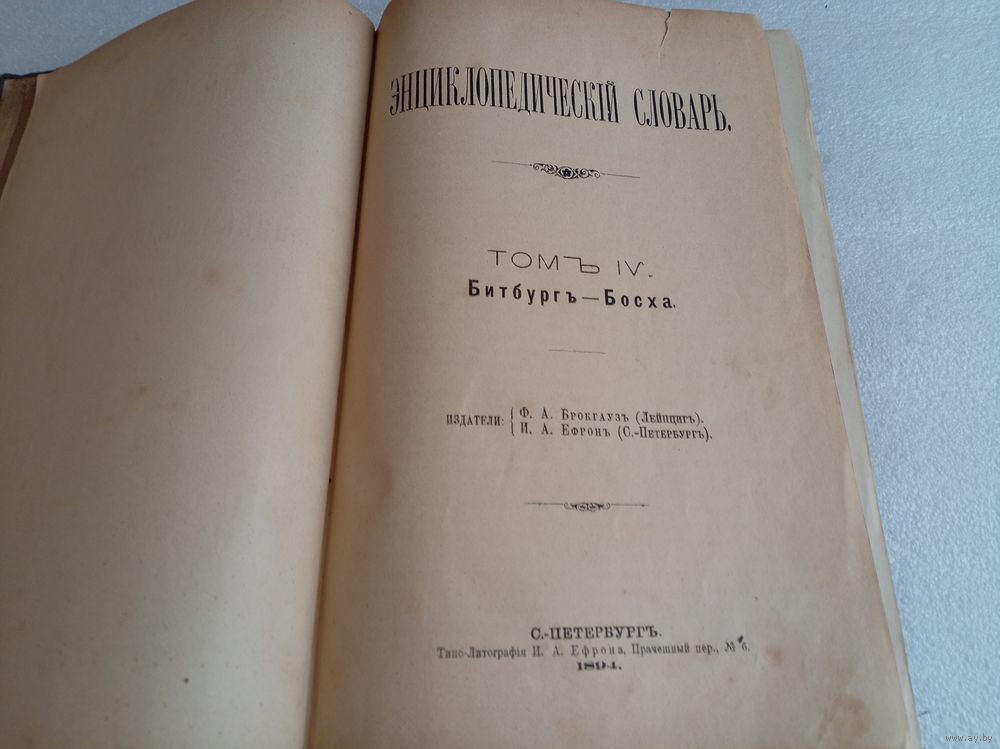 ЭНЦИКЛОПЕДИЧЕСКІЙ СЛОВАРЬ.
ТОМЪ IV.
Битбургъ—Босха.
ИЗДАТЕЛИ: { Ф. А. БРОКГАУЗЪ (ЛЕЙПЦИГЪ).
И. А. ЕФРОНЪ (С.-ПЕТЕРБУРГЪ).
С.-ПЕТЕРБУРГЪ.
Типо-Литографія И. А. Ефрона, Прачешный пер., № 6.
1894.
www.ay.by